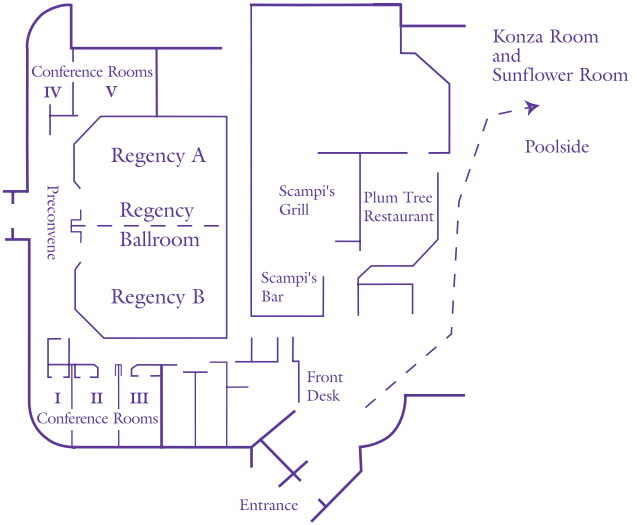 Konza Room
and
Sunflower Room
Poolside
Conference Rooms
IV
V
Regency A
Regency
Ballroom
Regency B
Preconvene
Scampi's
Grill
Plum Tree
Restaurant
Scampi's
Bar
Front
Desk
I
II
III
Conference Rooms
Entrance